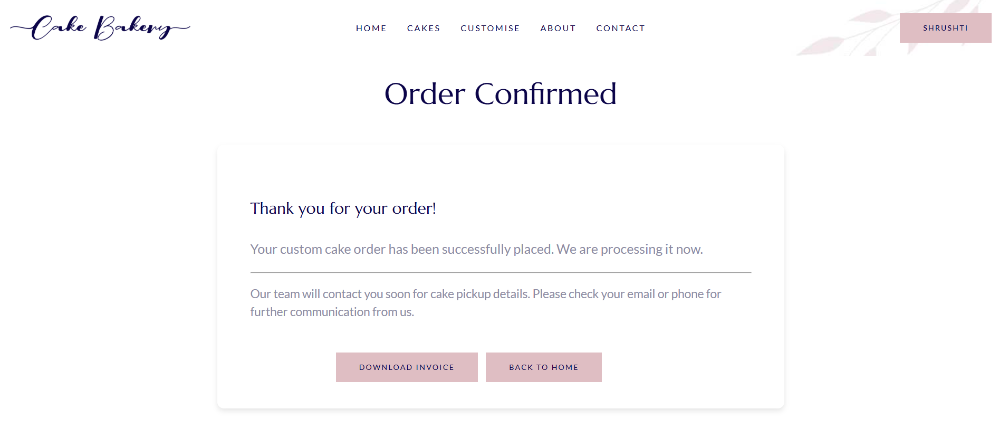 Cake Bakery
HOME CAKES CUSTOMISE ABOUT CONTACT
SHRUSHTI
Order Confirmed
Thank you for your order!
Your custom cake order has been successfully placed. We are processing it now.
Our team will contact you soon for cake pickup details. Please check your email or phone for
further communication from us.
DOWNLOAD INVOICE BACK TO HOME